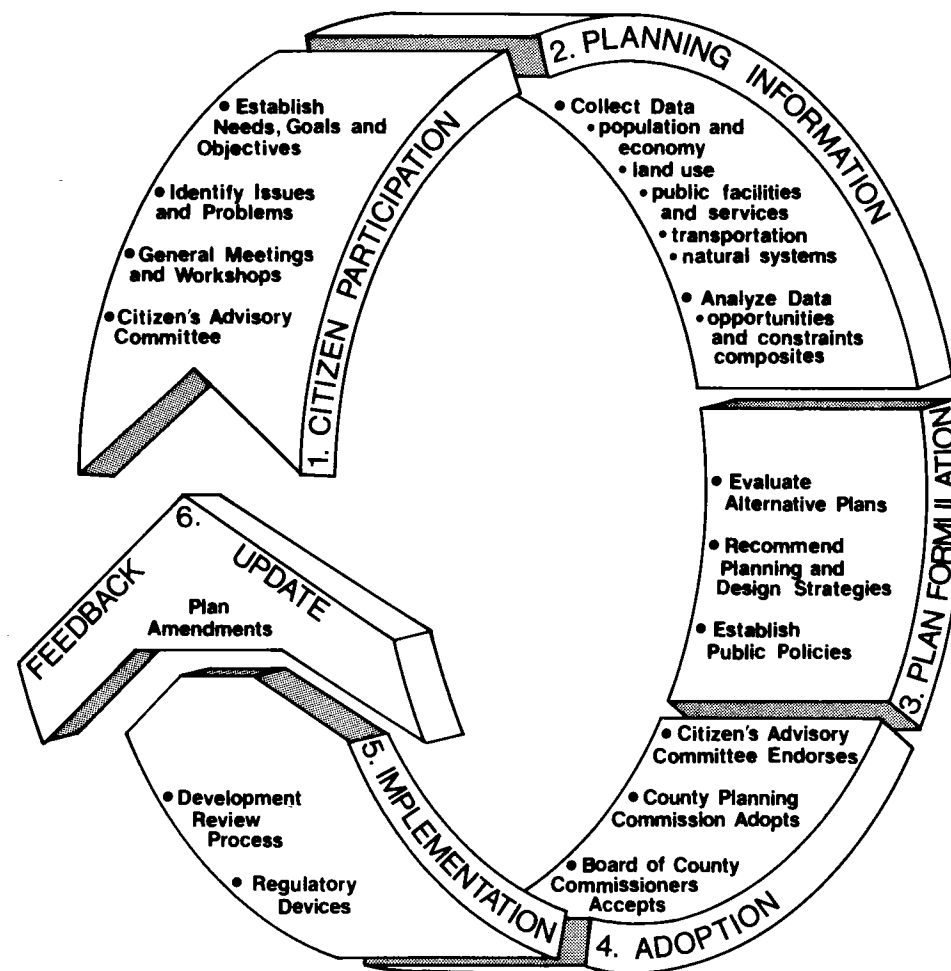 1. CITIZEN PARTICIPATION
• Establish
Needs, Goals and
Objectives
• Identify Issues
and Problems
• General Meetings
and Workshops
• Citizen's Advisory
Committee
2. PLANNING INFORMATION
• Collect Data
• population and
economy
• land use
• public facilities
and services
• transportation
• natural systems
• Analyze Data
• opportunities
and constraints
composites
3. PLAN FORMULATION
• Evaluate
Alternative Plans
• Recommend
Planning and
Design Strategies
• Establish
Public Policies
4. ADOPTION
• Citizen's Advisory
Committee Endorses
• County Planning
Commission Adopts
• Board of County
Commissioners
Accepts
5. IMPLEMENTATION
• Development
Review
Process
• Regulatory
Devices
6.
FEEDBACK
UPDATE
Plan
Amendments